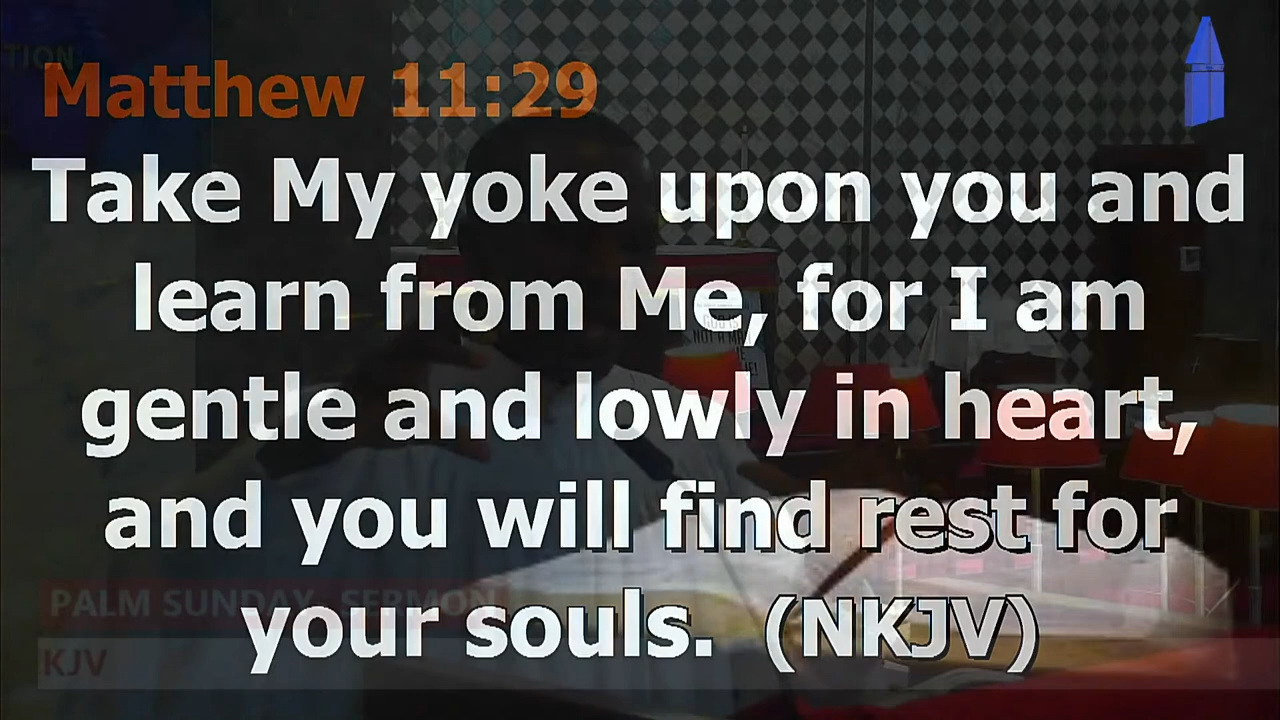 TION
Matthew 11:29
Take My yoke upon you and
learn from Me, for I am
gentle and lowly in heart,
and you will find rest for
your souls. (NKJV)
PALM SUNDAY SERMON
KJV